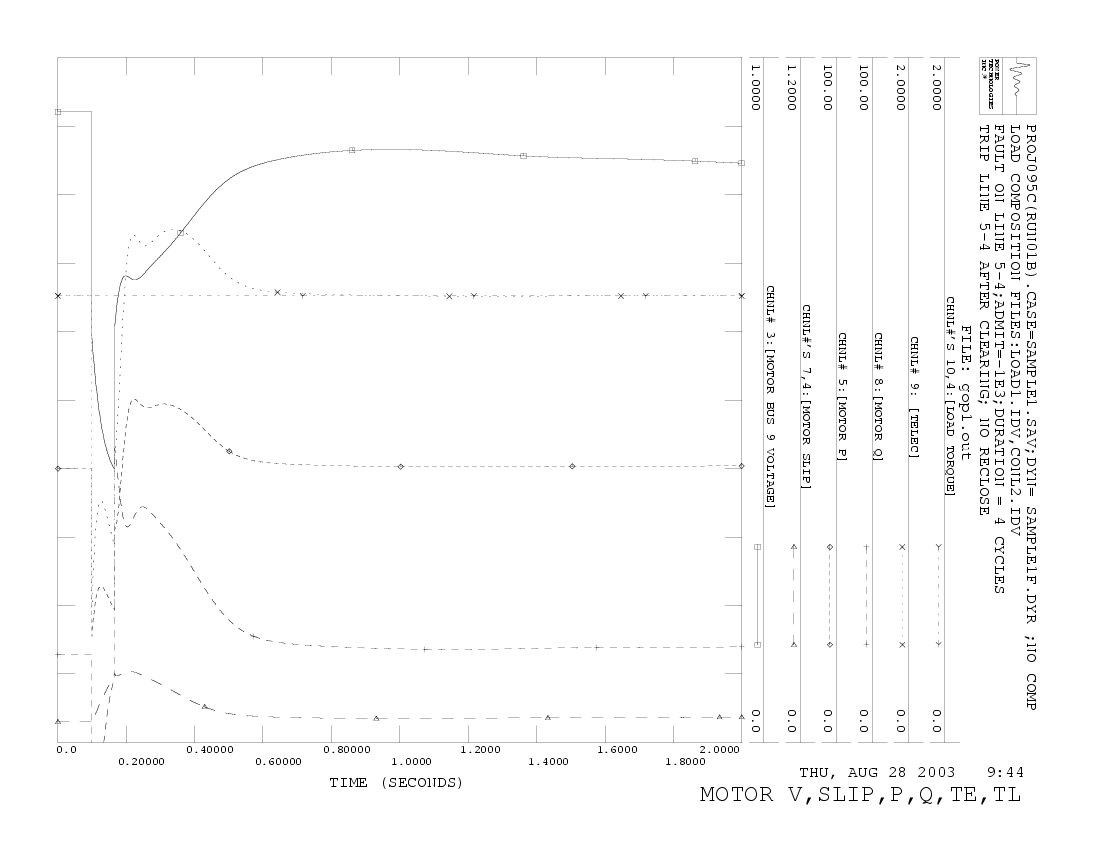 POWER
TECHNOLOGIES
INC.®
PROJ095C(RUN01B).CASE=SAMPLE1.SAV;DYN= SAMPLE1F.DYR ;NO COMP
LOAD COMPOSITION FILES:LOAD1.IDV,CONL2.IDV
FAULT ON LINE 5-4;ADMIT=-1E3;DURATION = 4 CYCLES
TRIP LINE 5-4 AFTER CLEARING; NO RECLOSE
FILE: gopl.out
CHNL#'S 10,4:[LOAD TORQUE]
2.0000 0.0
CHNL# 9: [TELEC]
2.0000 0.0
CHNL# 8:[MOTOR Q]
100.00 0.0
CHNL# 5:[MOTOR P]
100.00 0.0
CHNL#'S 7,4:[MOTOR SLIP]
1.2000 0.0
CHNL# 3:[MOTOR BUS 9 VOLTAGE]
1.0000 0.0
0.0 0.40000 0.80000 1.2000 1.6000 2.0000
0.20000 0.60000 1.0000 1.4000 1.8000
TIME (SECONDS)
THU, AUG 28 2003 9:44
MOTOR V,SLIP,P,Q,TE,TL